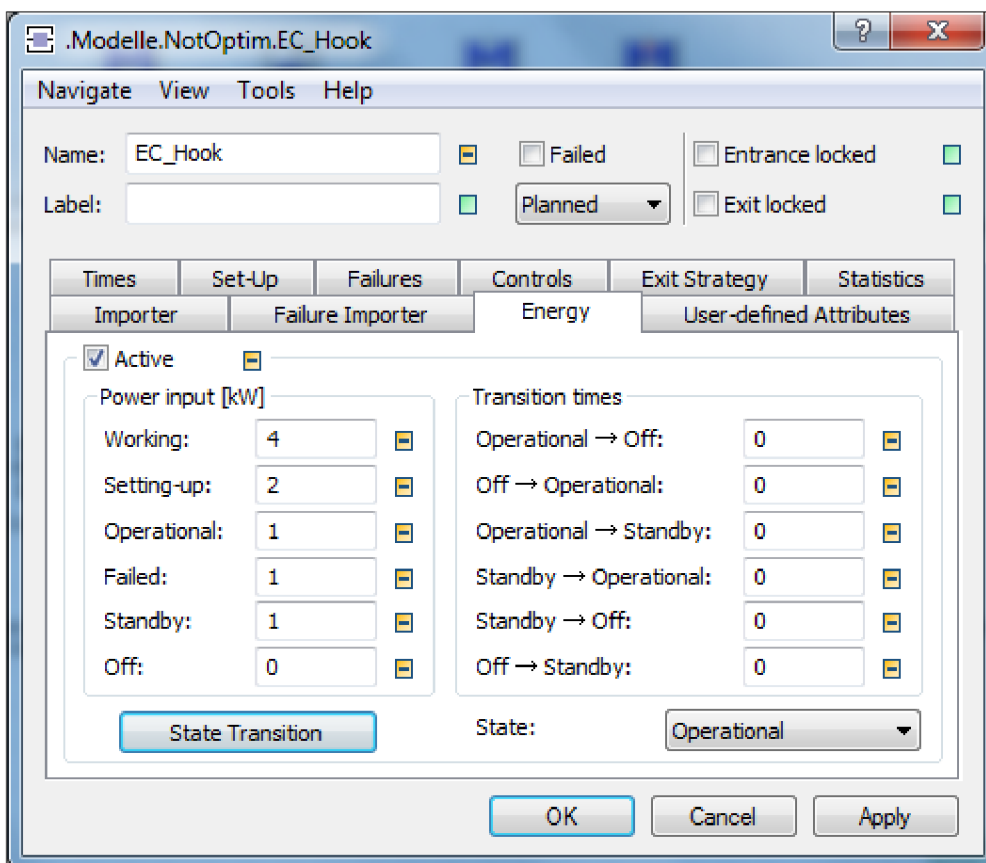 .Modelle.NotOptim.EC_Hook ? x
Navigate View Tools Help
Name: EC_Hook Failed Entrance locked
Label: Planned Exit locked
Times Set-Up Failures Controls Exit Strategy Statistics
Importer Failure Importer Energy User-defined Attributes
Active
Power input [kW] Transition times
Working: 4 Operational → Off: 0
Setting-up: 2 Off → Operational: 0
Operational: 1 Operational → Standby: 0
Failed: 1 Standby → Operational: 0
Standby: 1 Standby → Off: 0
Off: 0 Off → Standby: 0
State Transition State: Operational
OK Cancel Apply